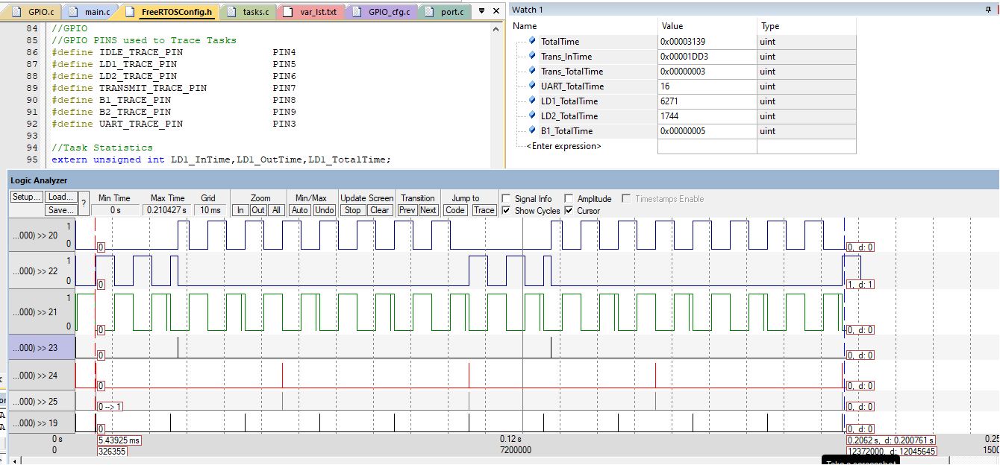 GPIO.c main.c FreeRTOSConfig.h tasks.c var_lst.txt GPIO_cfg.c port.c
84 //GPIO
85 //GPIO PINS used to Trace Tasks
86 #define IDLE_TRACE_PIN PIN4
87 #define LD1_TRACE_PIN PIN5
88 #define LD2_TRACE_PIN PIN6
89 #define TRANSMIT_TRACE_PIN PIN7
90 #define B1_TRACE_PIN PIN8
91 #define B2_TRACE_PIN PIN9
92 #define UART_TRACE_PIN PIN3
93
94 //Task Statistics
95 extern unsigned int LD1_InTime,LD1_OutTime,LD1_TotalTime;
Watch 1
Name Value Type
TotalTime 0x00003139 uint
Trans_InTime 0x00001DD3 uint
Trans_TotalTime 0x00000003 uint
UART_TotalTime 16 uint
LD1_TotalTime 6271 uint
LD2_TotalTime 1744 uint
B1_TotalTime 0x00000005 uint
<Enter expression>
Logic Analyzer
Setup... Load... ? Min Time Max Time Grid Zoom Min/Max Update Screen Transition Jump to Signal Info Amplitude Timestamps Enable
Save... 0 s 0.210427 s 10 ms In Out All Auto Undo Stop Clear Prev Next Code Trace Show Cycles Cursor
1
...000) >> 20
0 0 0, d: 0
1
...000) >> 22
0 0 1, d: 1
1
...000) >> 21
0 0 0, d: 0
...000) >> 23 0 0, d: 0
...000) >> 24 0 0, d: 0
...000) >> 25 0 --> 1 0, d: 0
...000) >> 19 0 0, d: 0
0 s 5.43925 ms 0.12 s 0.2062 s, d: 0.200761 s 0.25
0 326355 7200000 12372000, d: 12045645 1500